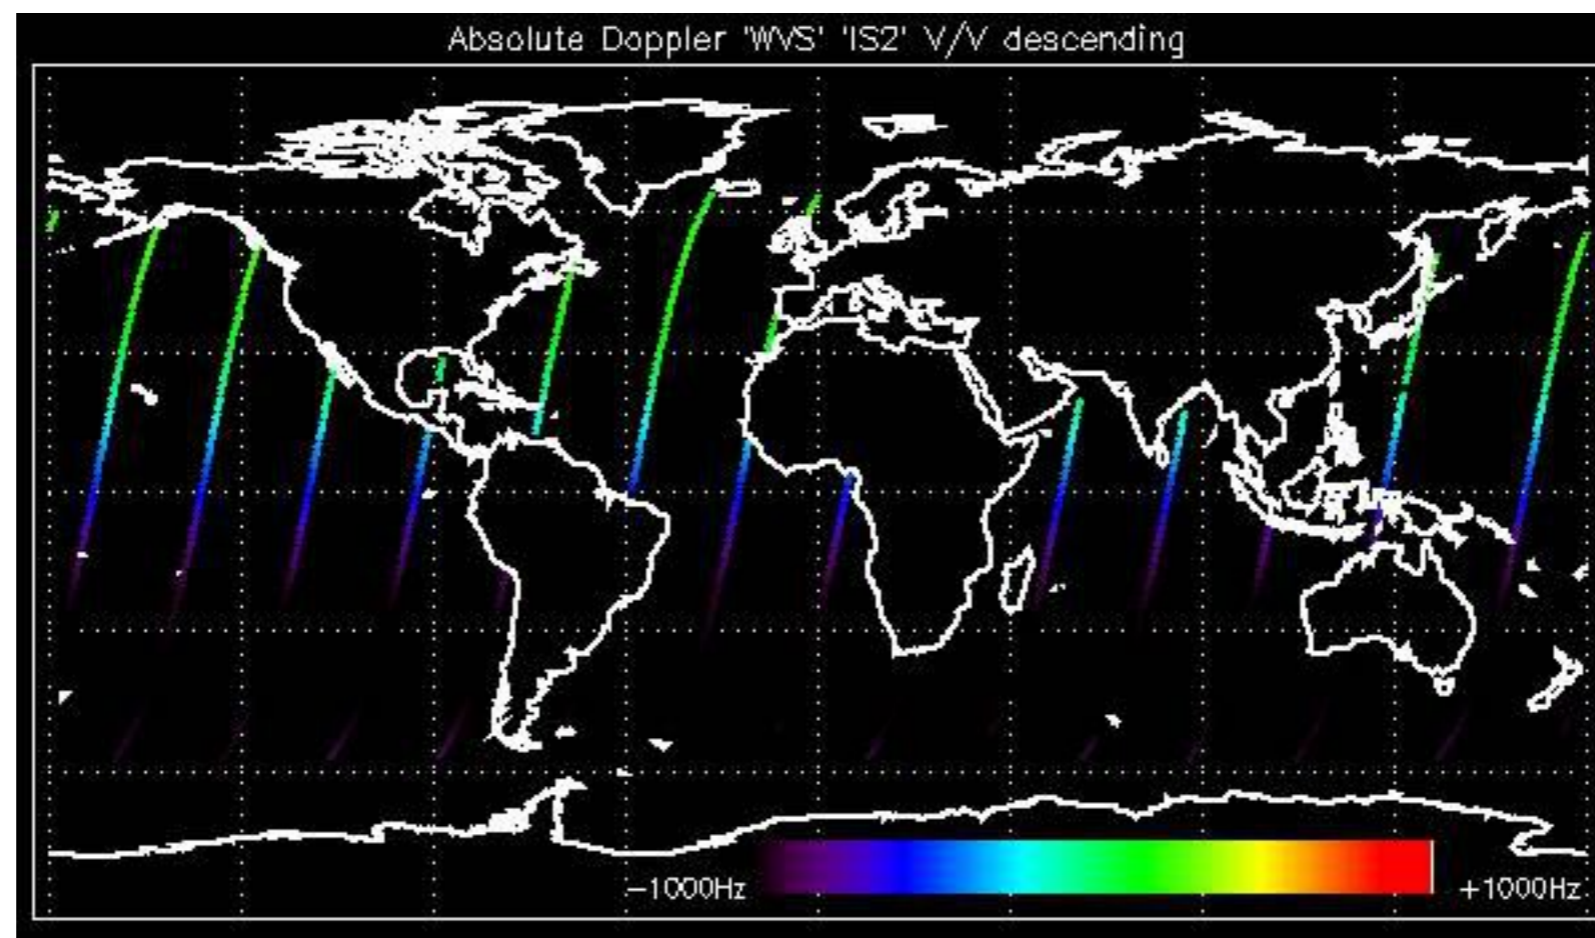 Absolute Doppler 'WVS' 'IS2' V/V descending
−1000Hz
+1000Hz